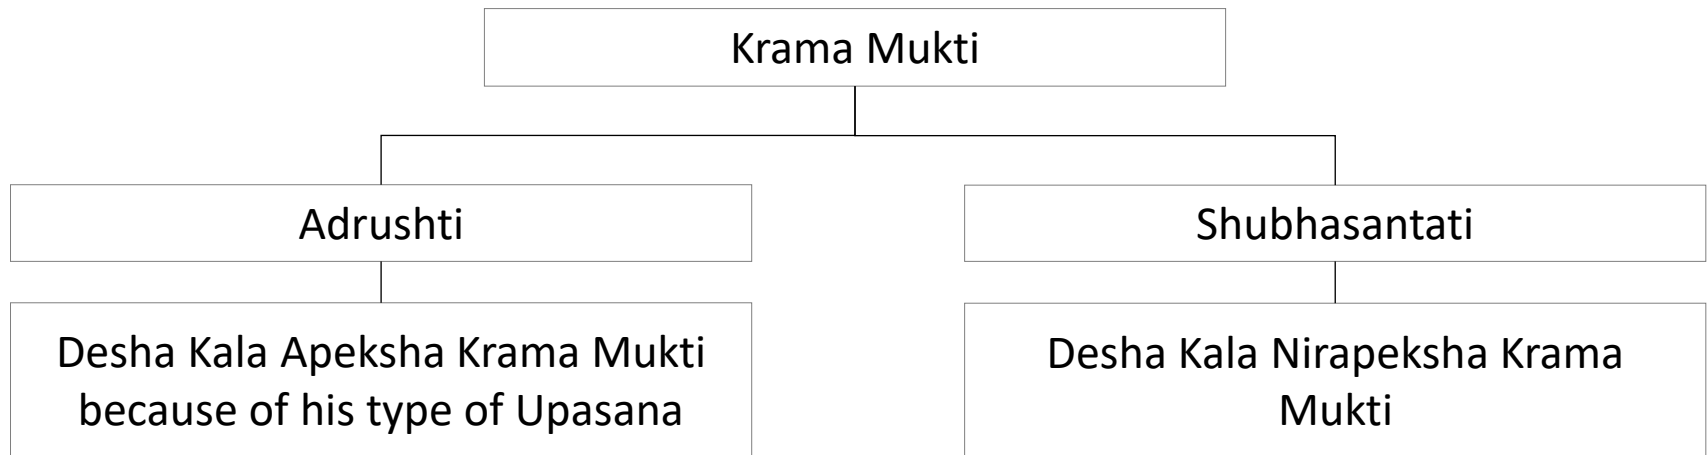 Krama Mukti
Adrushti
Shubhasantati
Desha Kala Apeksha Krama Mukti
because of his type of Upasana
Desha Kala Nirapeksha Krama
Mukti